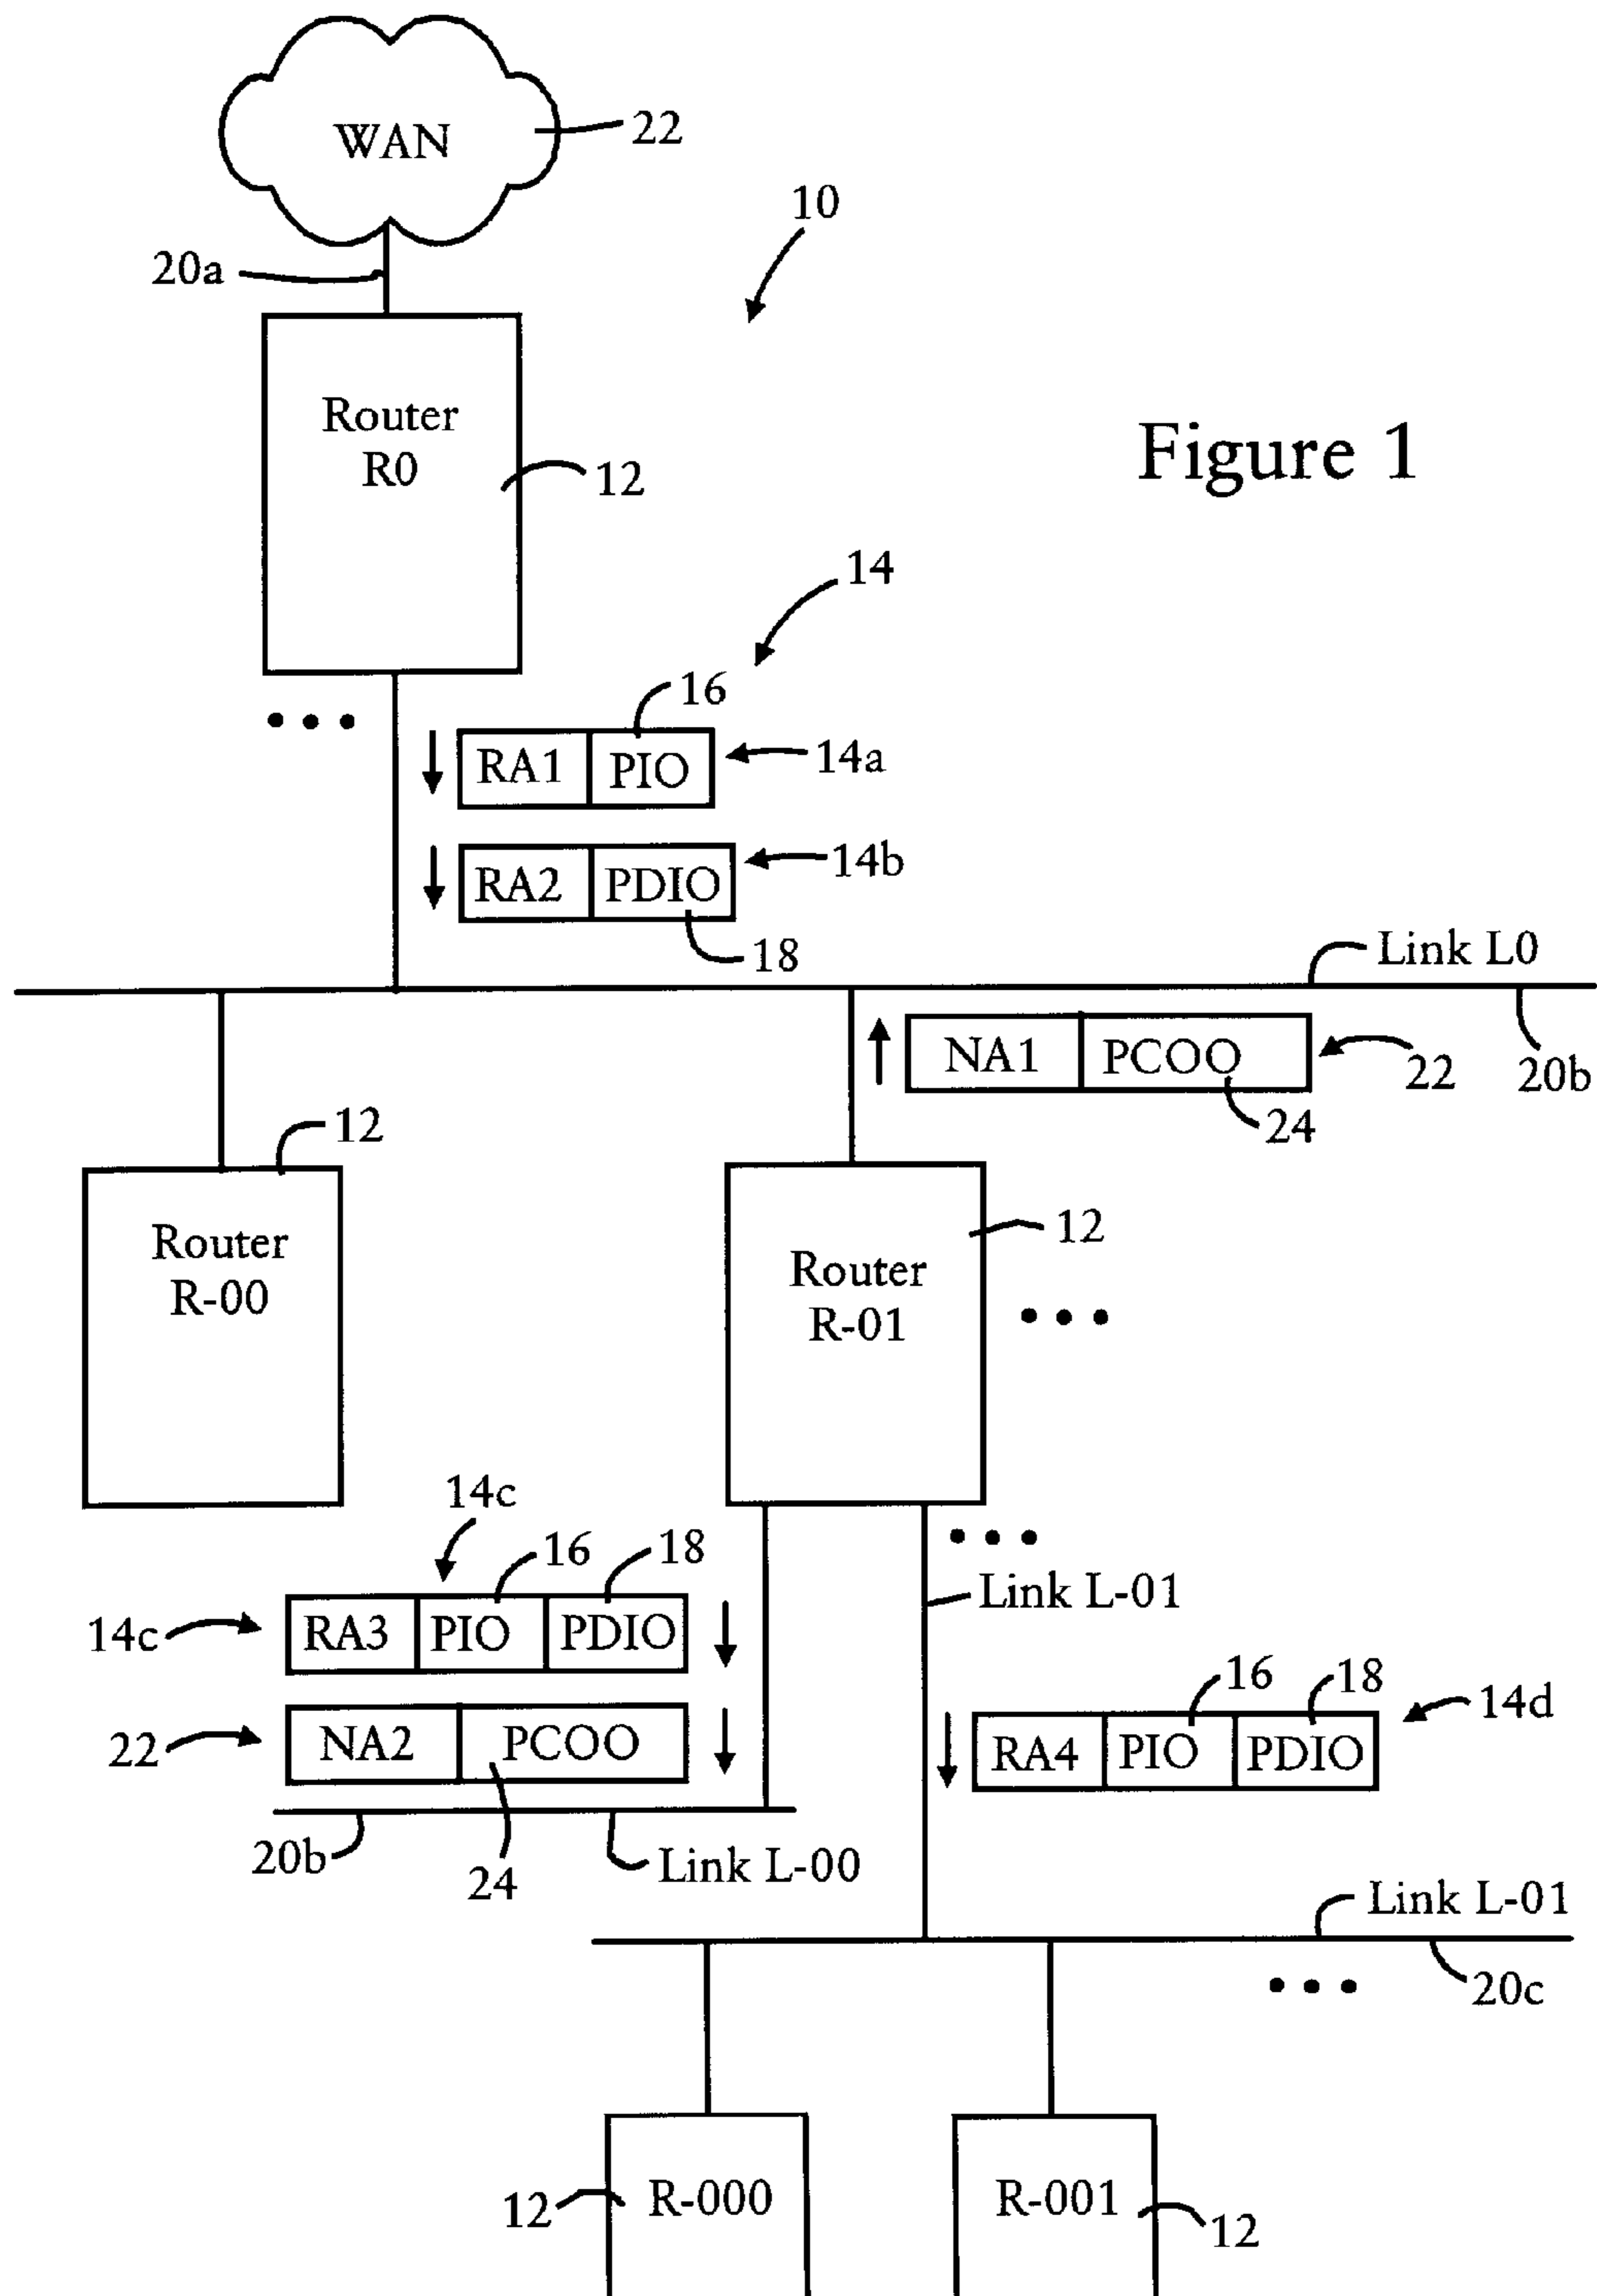 WAN
22
10
20a
Router
R0
12
Figure 1
14
16
RA1 PIO
14a
RA2 PDIO
14b
18
Link L0
NA1 PCOO
22
20b
24
12
Router
R-00
12
Router
R-01
14c
16
18
Link L-01
14c
RA3 PIO PDIO
16
18
14d
22
NA2 PCOO
RA4 PIO PDIO
20b
24
Link L-00
Link L-01
20c
12
R-000
R-001
12